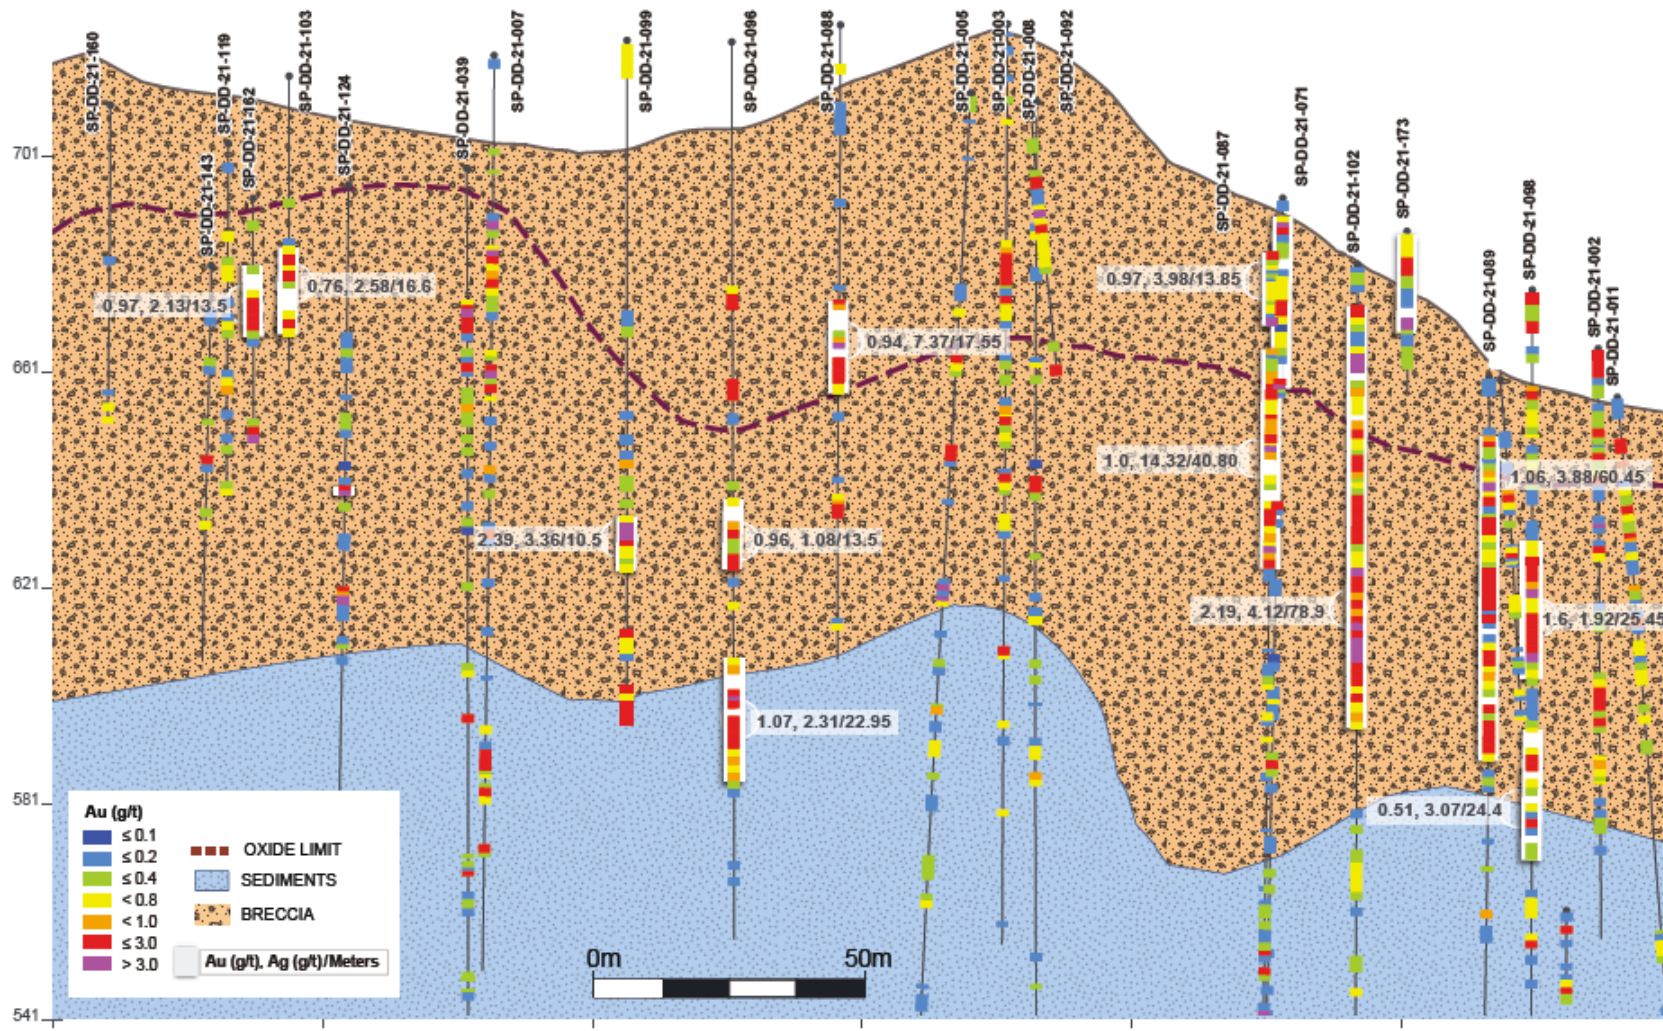 SP-DD-21-160
SP-DD-21-143
SP-DD-21-119
SP-DD-21-162
SP-DD-21-103
SP-DD-21-124
SP-DD-21-039
SP-DD-21-007
SP-DD-21-099
SP-DD-21-096
SP-DD-21-088
SP-DD-21-005
SP-DD-21-003
SP-DD-21-008
SP-DD-21-092
SP-DD-21-087
SP-DD-21-071
SP-DD-21-102
SP-DD-21-173
SP-DD-21-089
SP-DD-21-098
SP-DD-21-002
SP-DD-21-011
701
661
621
581
541
0.97, 2.13/13.5
0.76, 2.58/16.6
0.94, 7.37/17.55
0.97, 3.98/13.85
1.0, 14.32/40.80
1.06, 3.88/60.45
2.39, 3.36/10.5
0.96, 1.08/13.5
2.19, 4.12/78.9
1.6, 1.92/25.45
1.07, 2.31/22.95
0.51, 3.07/24.4
Au (g/t)
≤ 0.1
≤ 0.2
≤ 0.4
< 0.8
< 1.0
≤ 3.0
> 3.0
OXIDE LIMIT
SEDIMENTS
BRECCIA
Au (g/t), Ag (g/t)/Meters
0m 50m